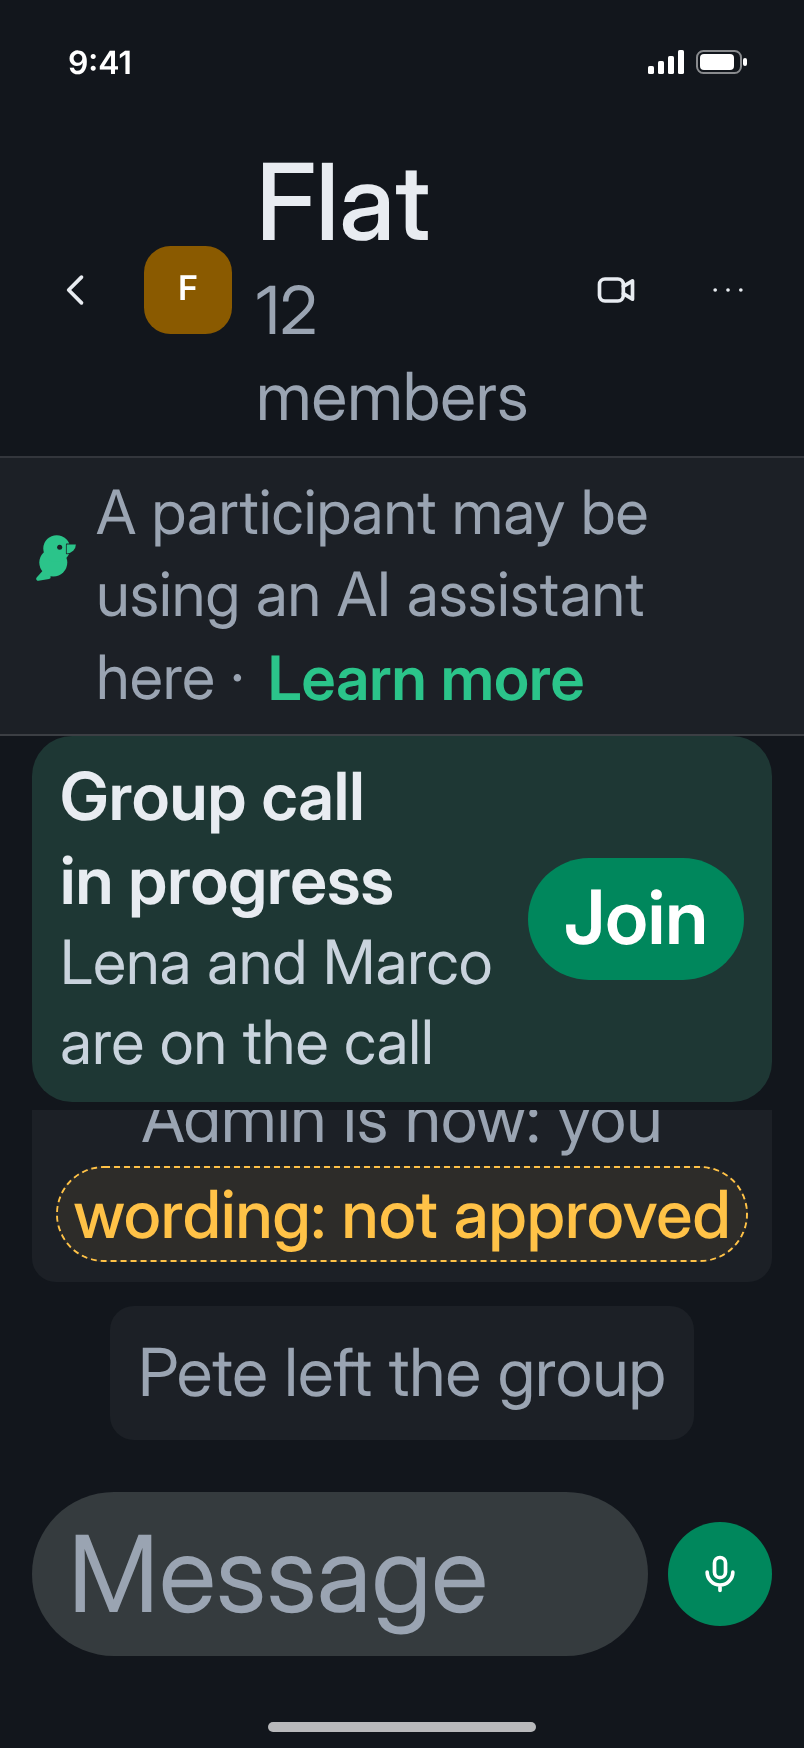 9:41
Flat
F
12
members
A participant may be
using an AI assistant
here · Learn more
Group call
in progress
Lena and Marco
are on the call
Join
Admin is now: you
wording: not approved
Pete left the group
Message